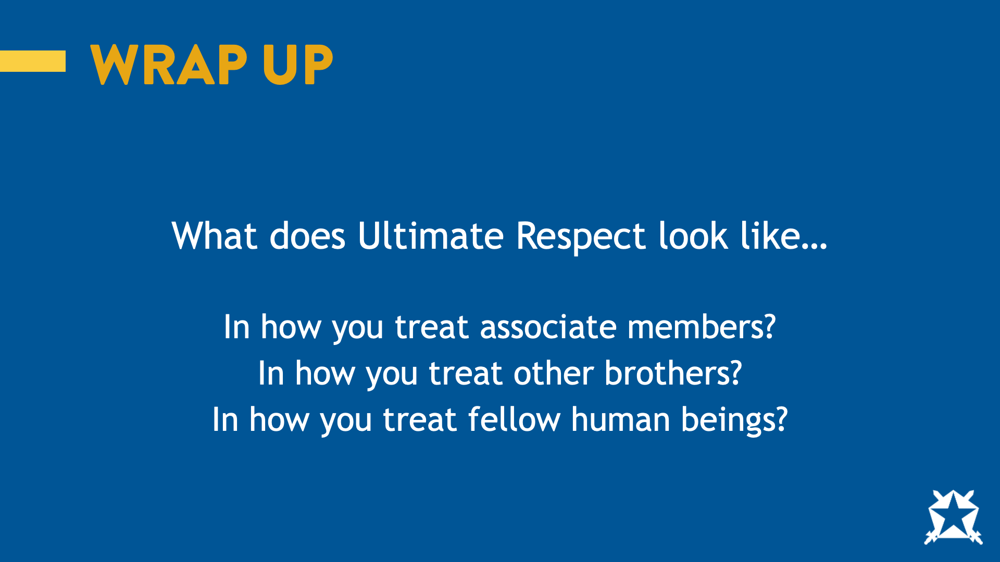 WRAP UP
What does Ultimate Respect look like…
In how you treat associate members?
In how you treat other brothers?
In how you treat fellow human beings?